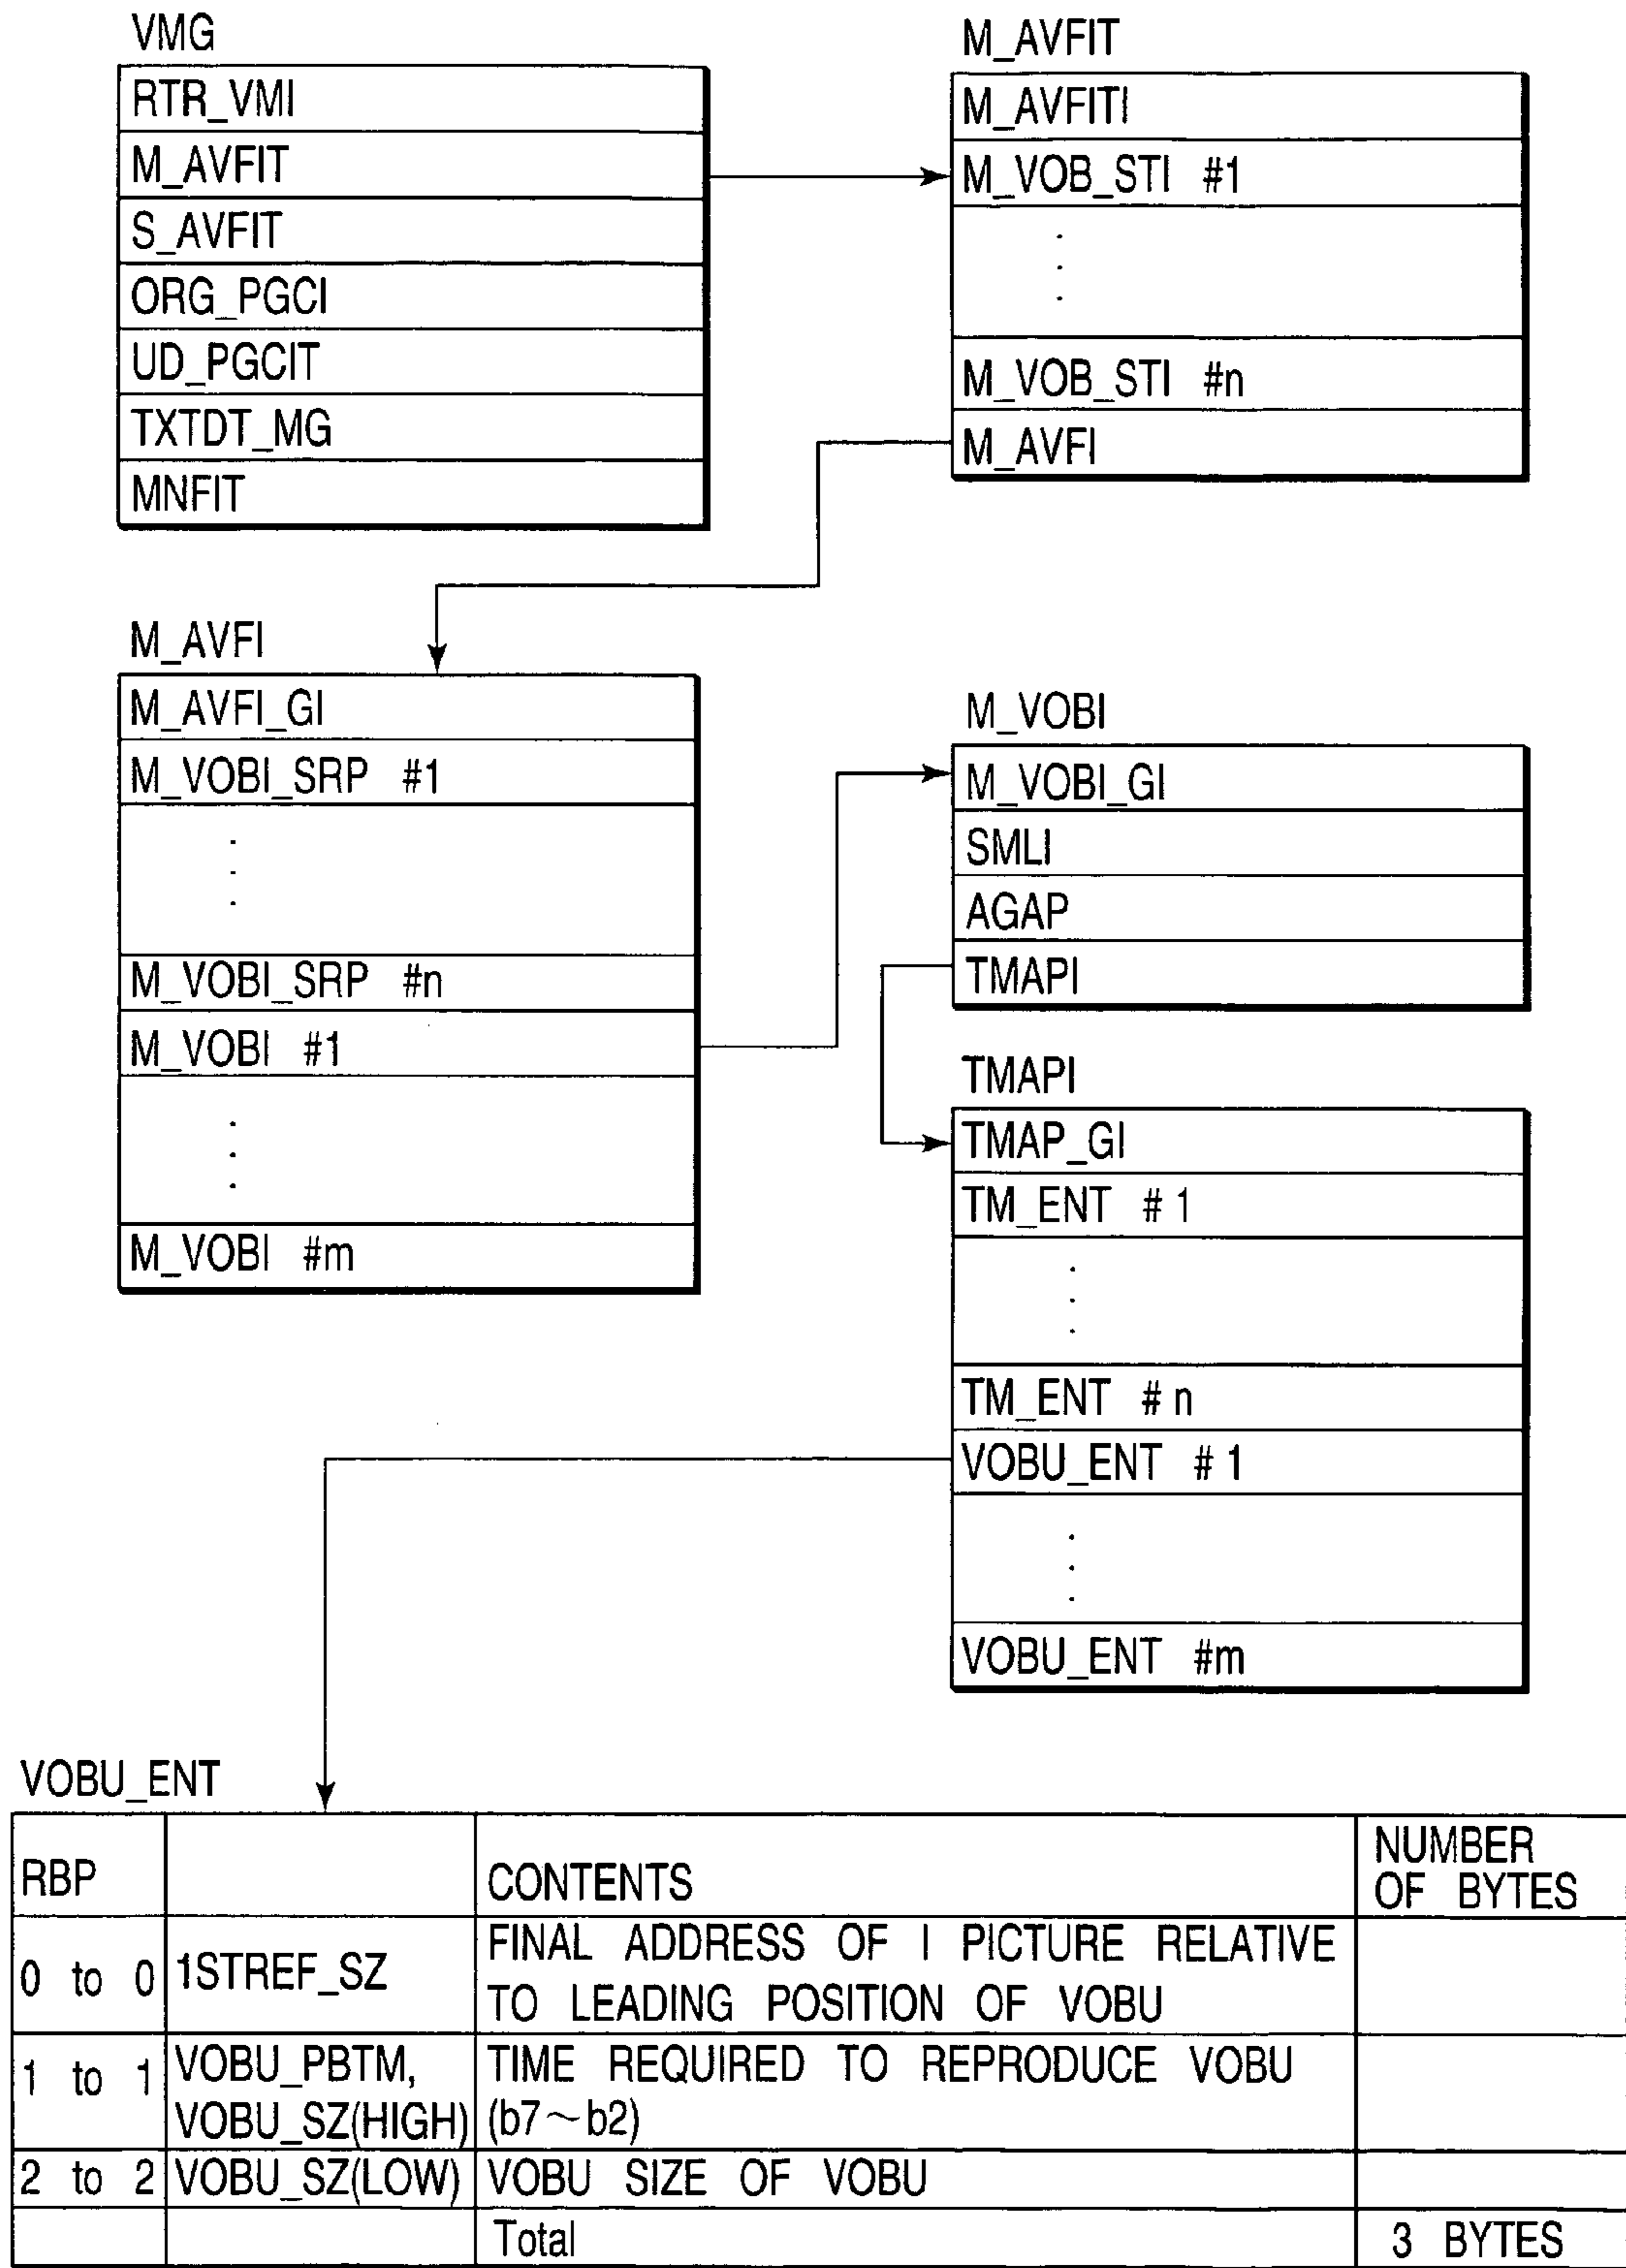 VMG
RTR_VMI
M_AVFIT
S_AVFIT
ORG_PGCI
UD_PGCIT
TXTDT_MG
MNFIT
M_AVFIT
M_AVFITI
M_VOB_STI #1
M_VOB_STI #n
M_AVFI
M_AVFI
M_AVFI_GI
M_VOBI_SRP #1
M_VOBI_SRP #n
M_VOBI #1
M_VOBI #m
M_VOBI
M_VOBI_GI
SMLI
AGAP
TMAPI
TMAPI
TMAP_GI
TM_ENT # 1
TM_ENT # n
VOBU_ENT # 1
VOBU_ENT #m
VOBU_ENT
RBP
CONTENTS
NUMBER
OF BYTES
0 to 0
1STREF_SZ
FINAL ADDRESS OF I PICTURE RELATIVE
TO LEADING POSITION OF VOBU
1 to 1
VOBU_PBTM,
VOBU_SZ(HIGH)
TIME REQUIRED TO REPRODUCE VOBU
(b7~b2)
2 to 2
VOBU_SZ(LOW)
VOBU SIZE OF VOBU
Total
3 BYTES